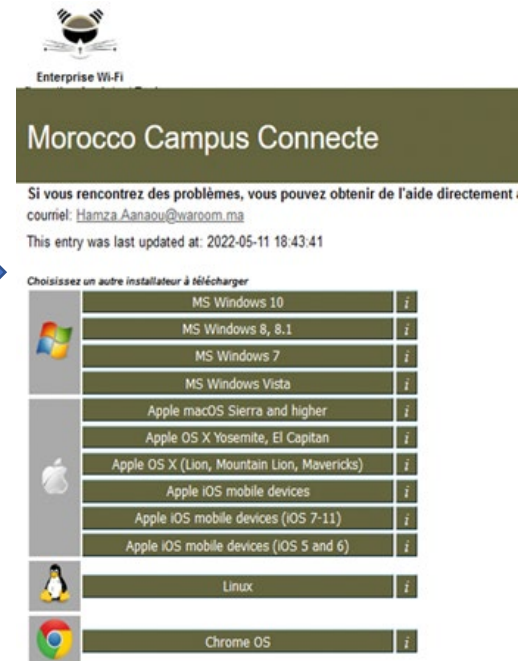 Enterprise Wi-Fi
Morocco Campus Connecte
Si vous rencontrez des problèmes, vous pouvez obtenir de l'aide directement
courriel: Hamza.Aanaou@waroom.ma
This entry was last updated at: 2022-05-11 18:43:41
Choisissez un autre installateur à télécharger
MS Windows 10 i
MS Windows 8, 8.1 i
MS Windows 7 i
MS Windows Vista i
Apple macOS Sierra and higher i
Apple OS X Yosemite, El Capitan i
Apple OS X (Lion, Mountain Lion, Mavericks) i
Apple iOS mobile devices i
Apple iOS mobile devices (iOS 7-11) i
Apple iOS mobile devices (iOS 5 and 6) i
Linux i
Chrome OS i